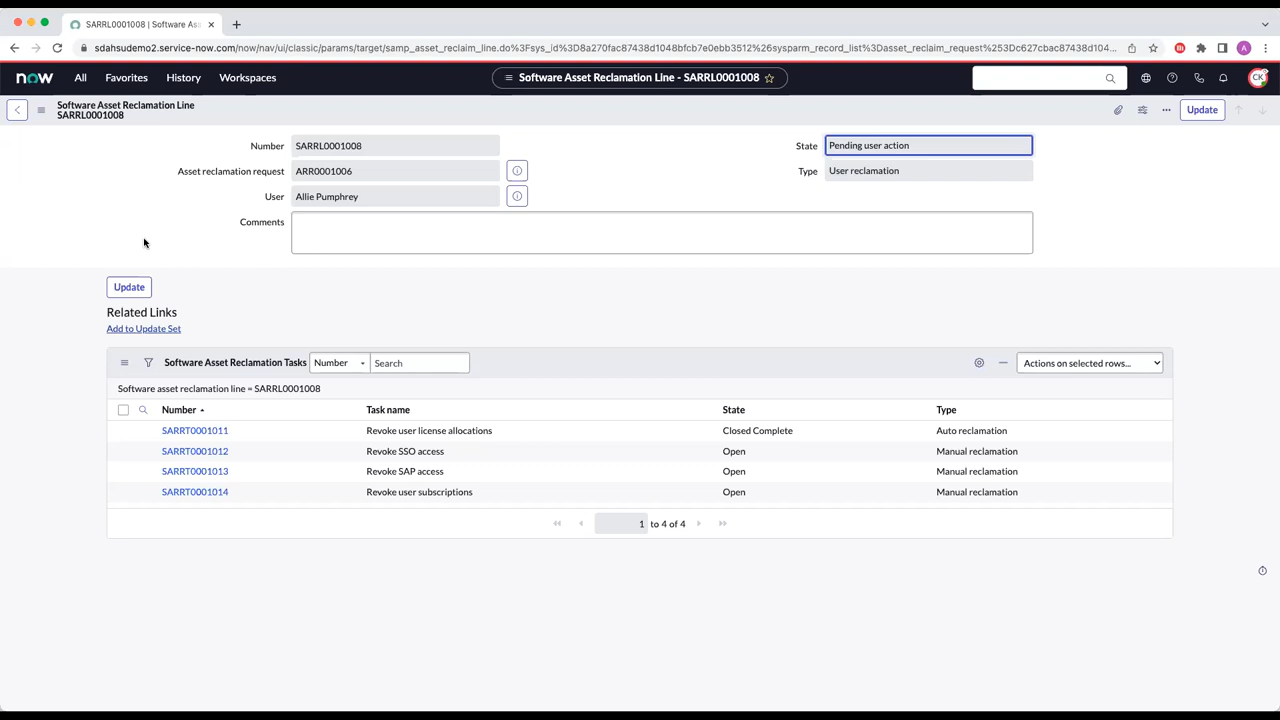 SARRL0001008 | Software Ass
sdahsudemo2.service-now.com/now/nav/ui/classic/params/target/samp_asset_reclaim_line.do%3Fsys_id%3D8a270fac87438d1048bfcb7e0ebb3512%26sysparm_record_list%3Dasset_reclaim_request%253Dc627cbac87438d104...
A
now All Favorites History Workspaces Software Asset Reclamation Line - SARRL0001008 CK
Software Asset Reclamation Line
SARRL0001008
Update
Number SARRL0001008 State Pending user action
Asset reclamation request ARR0001006 Type User reclamation
User Allie Pumphrey
Comments
Update
Related Links
Add to Update Set
Software Asset Reclamation Tasks Number Search Actions on selected rows...
Software asset reclamation line = SARRL0001008
Number Task name State Type
SARRT0001011 Revoke user license allocations Closed Complete Auto reclamation
SARRT0001012 Revoke SSO access Open Manual reclamation
SARRT0001013 Revoke SAP access Open Manual reclamation
SARRT0001014 Revoke user subscriptions Open Manual reclamation
1 to 4 of 4